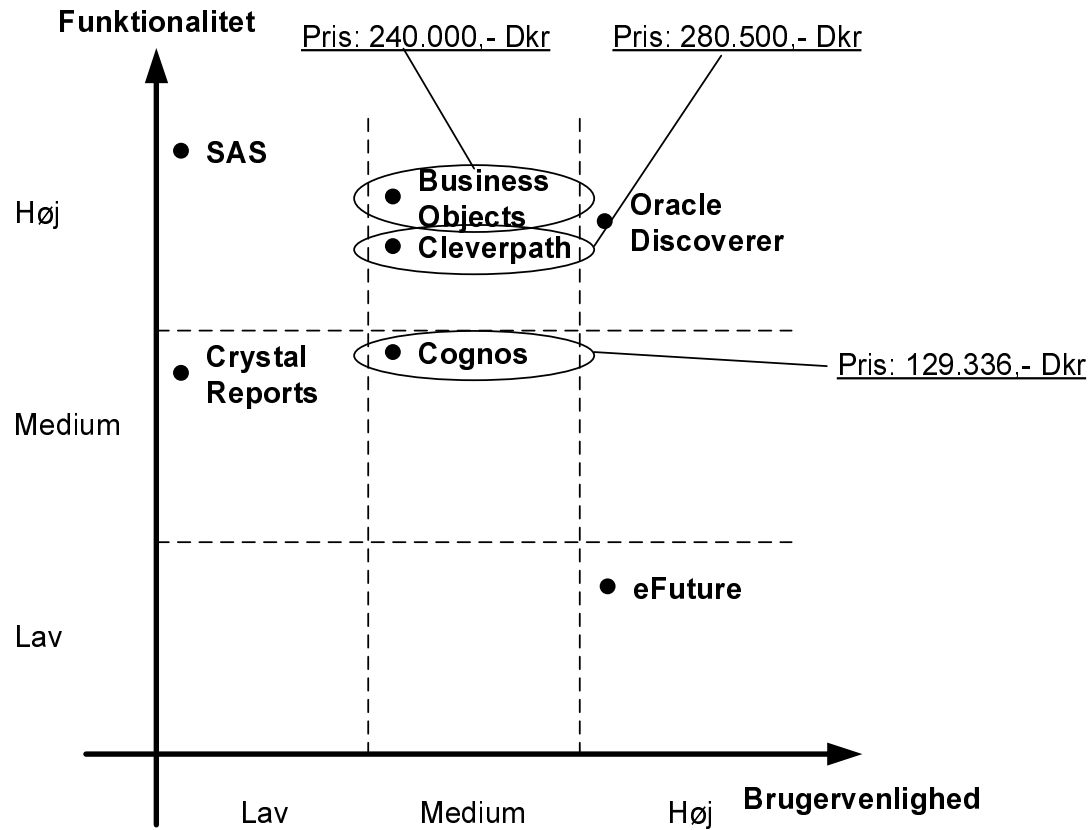 Funktionalitet
Pris: 240.000,- Dkr
Pris: 280.500,- Dkr
SAS
Business
Objects
Høj
Oracle
Discoverer
Cleverpath
Crystal
Reports
Cognos
Pris: 129.336,- Dkr
Medium
eFuture
Lav
Lav
Medium
Høj
Brugervenlighed